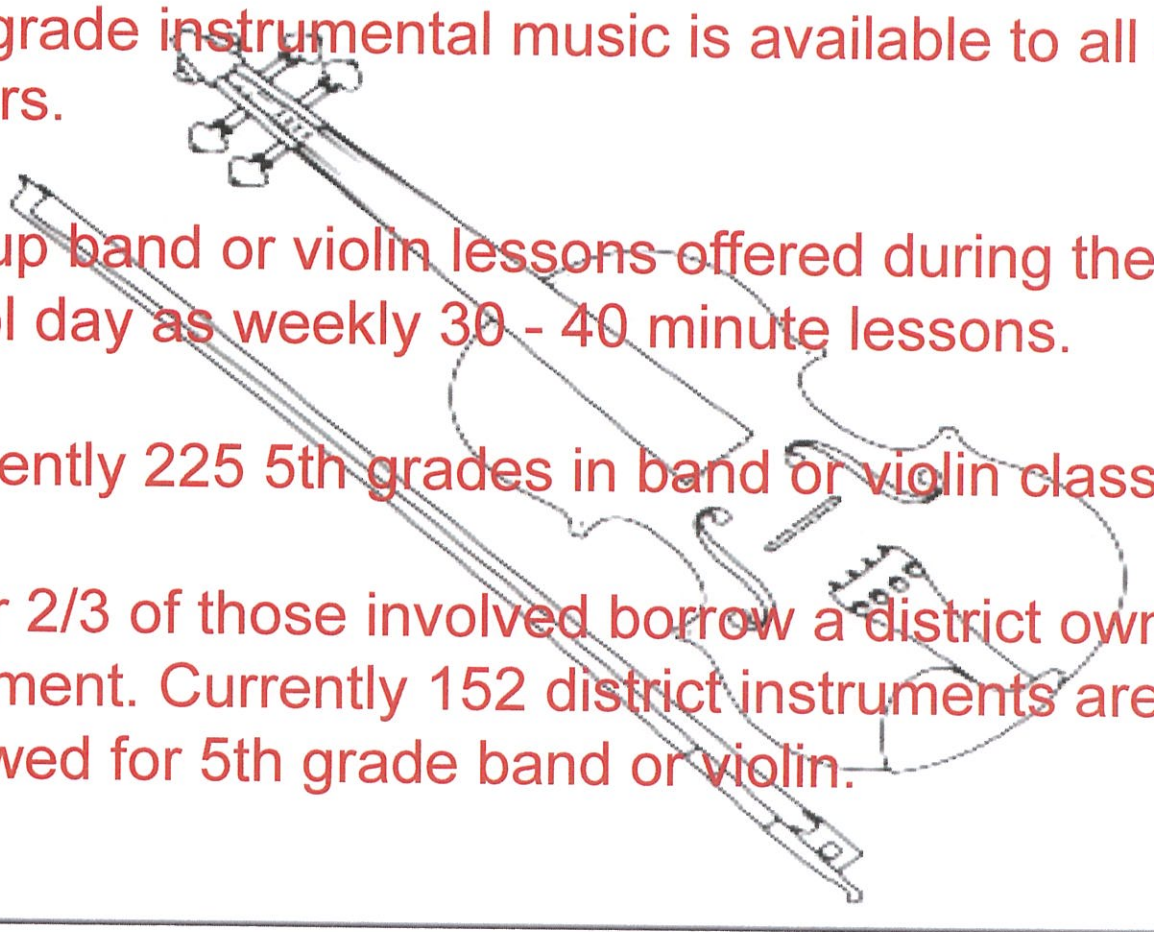 grade instrumental music is available to all
rs.
up band or violin lessons offered during the
ol day as weekly 30 - 40 minute lessons.
ently 225 5th grades in band or violin class
r 2/3 of those involved borrow a district own
ment. Currently 152 district instruments are
wed for 5th grade band or violin.